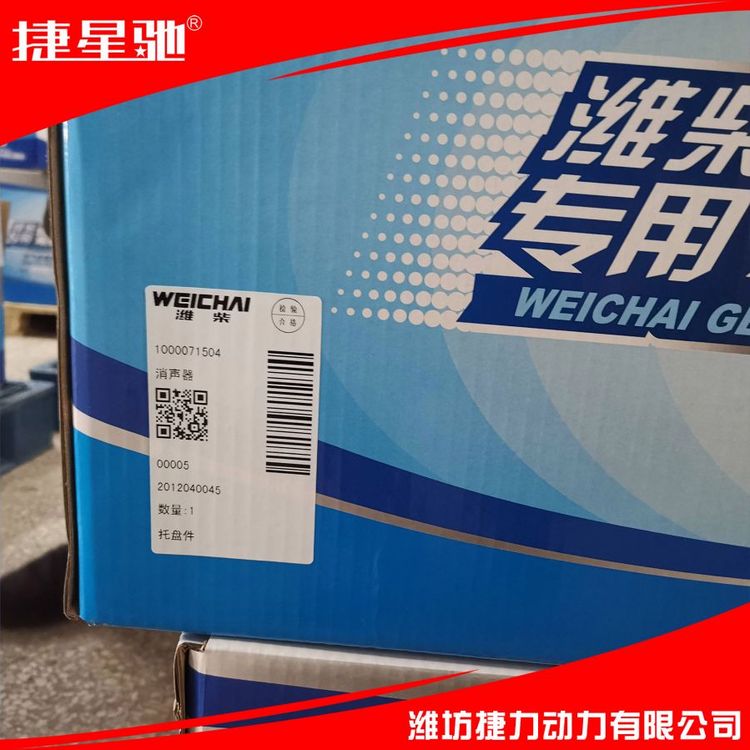 捷星驰®
潍柴
专用
WEICHAI GE
WEICHAI
潍柴
检验
合格
1000071504
消声器
00005
2012040045
数量:1
托盘件
潍坊捷力动力有限公司